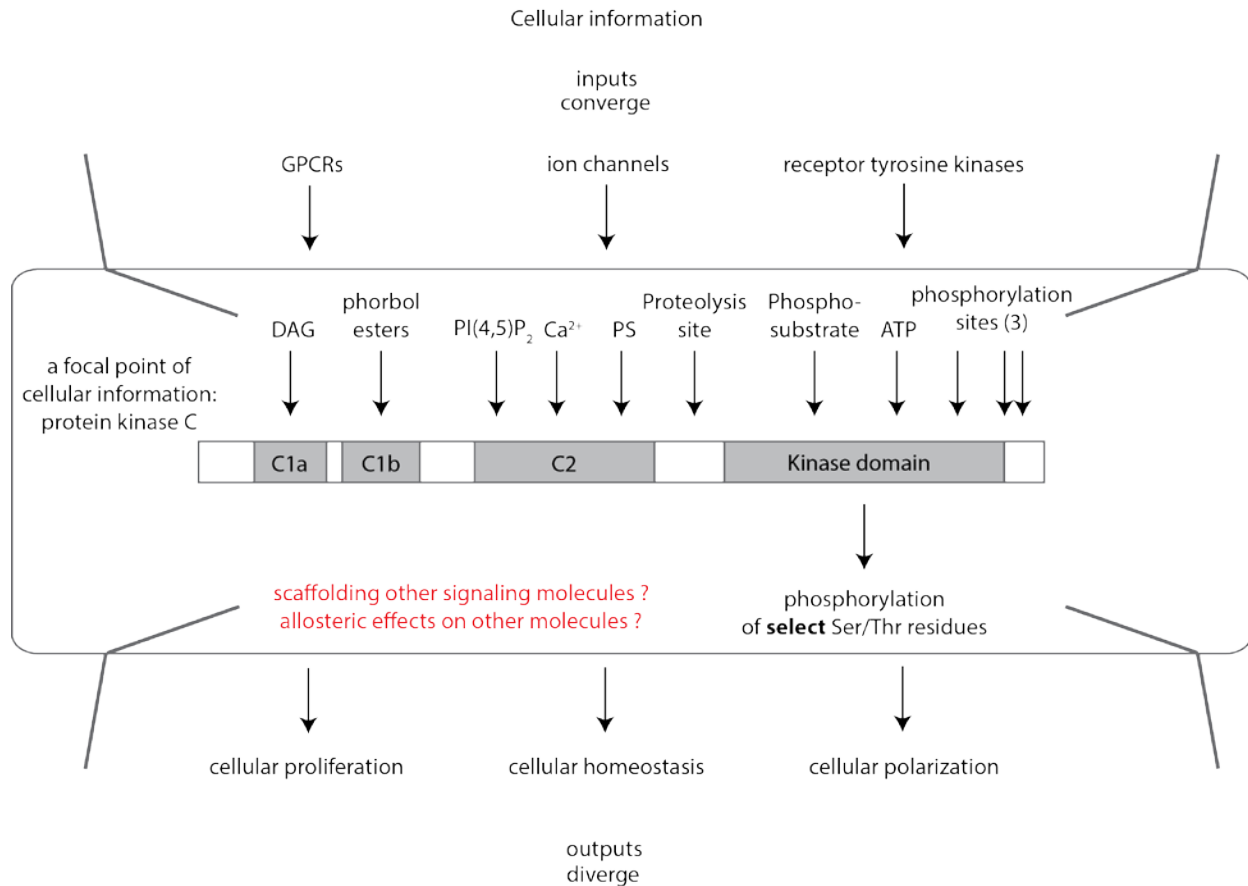 Cellular information
inputs
converge
GPCRs
ion channels
receptor tyrosine kinases
DAG
phorbol
esters
PI(4,5)P₂
Ca²⁺
PS
Proteolysis
site
Phospho-
substrate
ATP
phosphorylation
sites (3)
a focal point of
cellular information:
protein kinase C
C1a
C1b
C2
Kinase domain
scaffolding other signaling molecules ?
allosteric effects on other molecules ?
phosphorylation
of select Ser/Thr residues
cellular proliferation
cellular homeostasis
cellular polarization
outputs
diverge